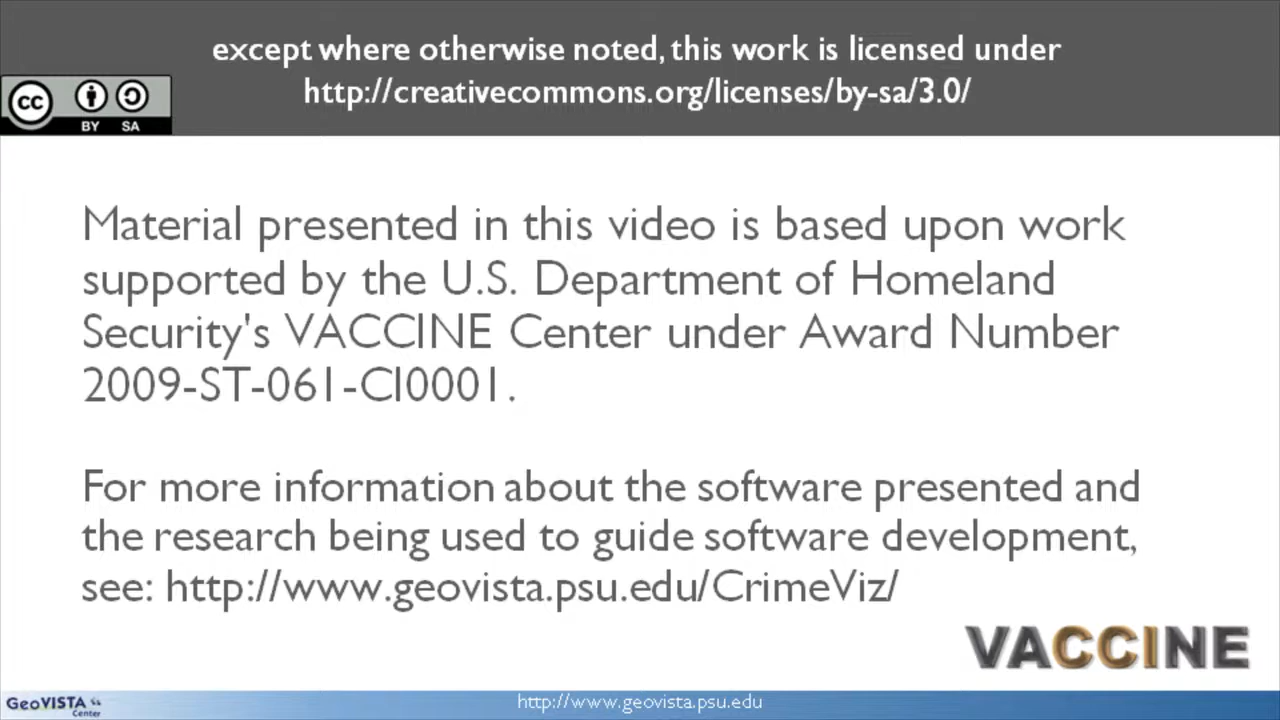 except where otherwise noted, this work is licensed under
http://creativecommons.org/licenses/by-sa/3.0/
cc
BY SA
Material presented in this video is based upon work
supported by the U.S. Department of Homeland
Security's VACCINE Center under Award Number
2009-ST-061-CI0001.
For more information about the software presented and
the research being used to guide software development,
see: http://www.geovista.psu.edu/CrimeViz/
VACCINE
GeoVISTA
Center
http://www.geovista.psu.edu